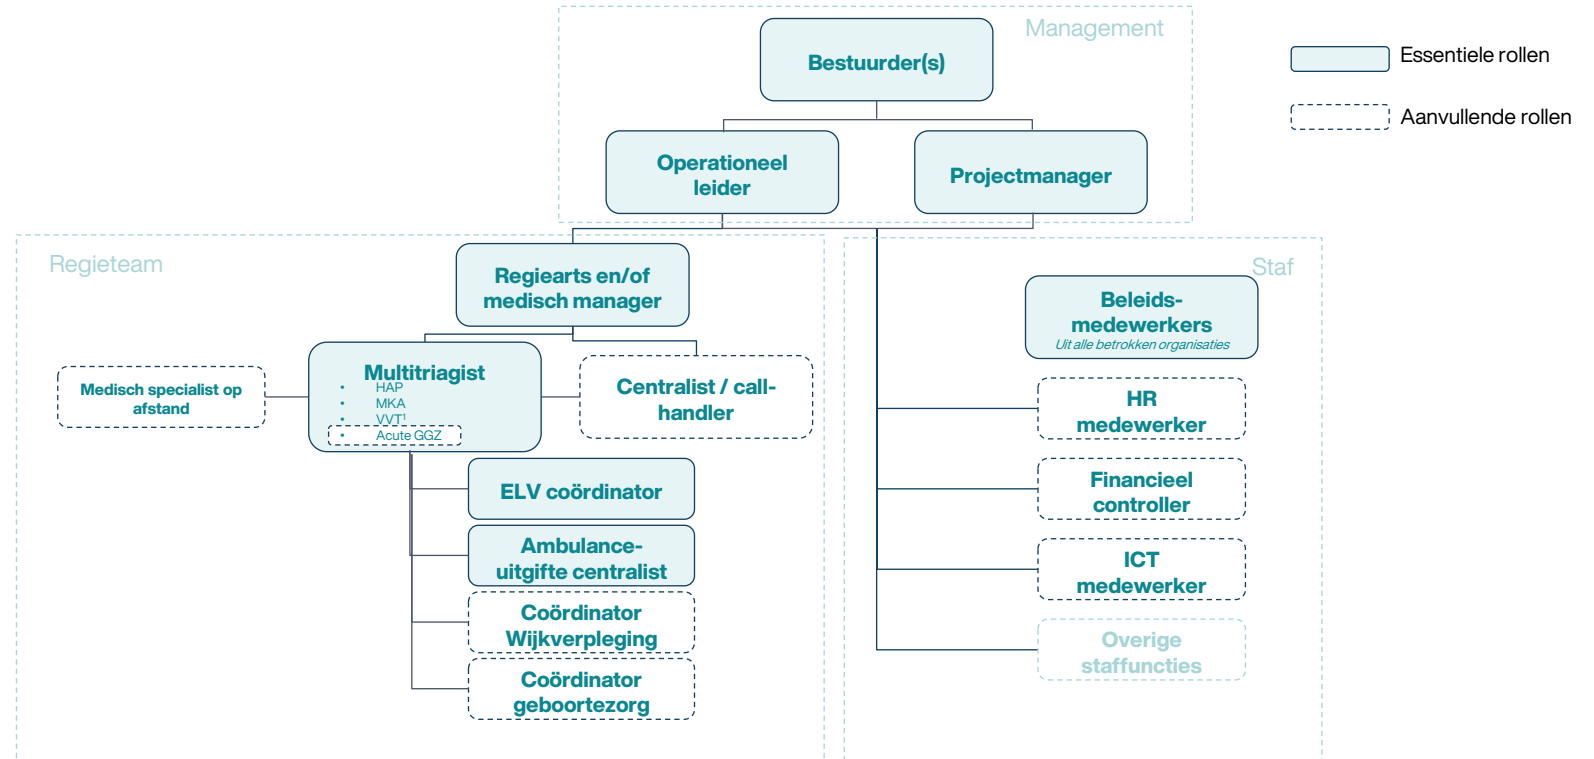 Management
Bestuurder(s)
Essentiele rollen
Aanvullende rollen
Operationeel
leider
Projectmanager
Regieteam
Regiearts en/of
medisch manager
Multitriagist
• HAP
• MKA
• VVT¹
• Acute GGZ
Medisch specialist op
afstand
Centralist / call-
handler
ELV coördinator
Ambulance-
uitgifte centralist
Coördinator
Wijkverpleging
Coördinator
geboortezorg
Staf
Beleids-
medewerkers
Uit alle betrokken organisaties
HR
medewerker
Financieel
controller
ICT
medewerker
Overige
staffuncties